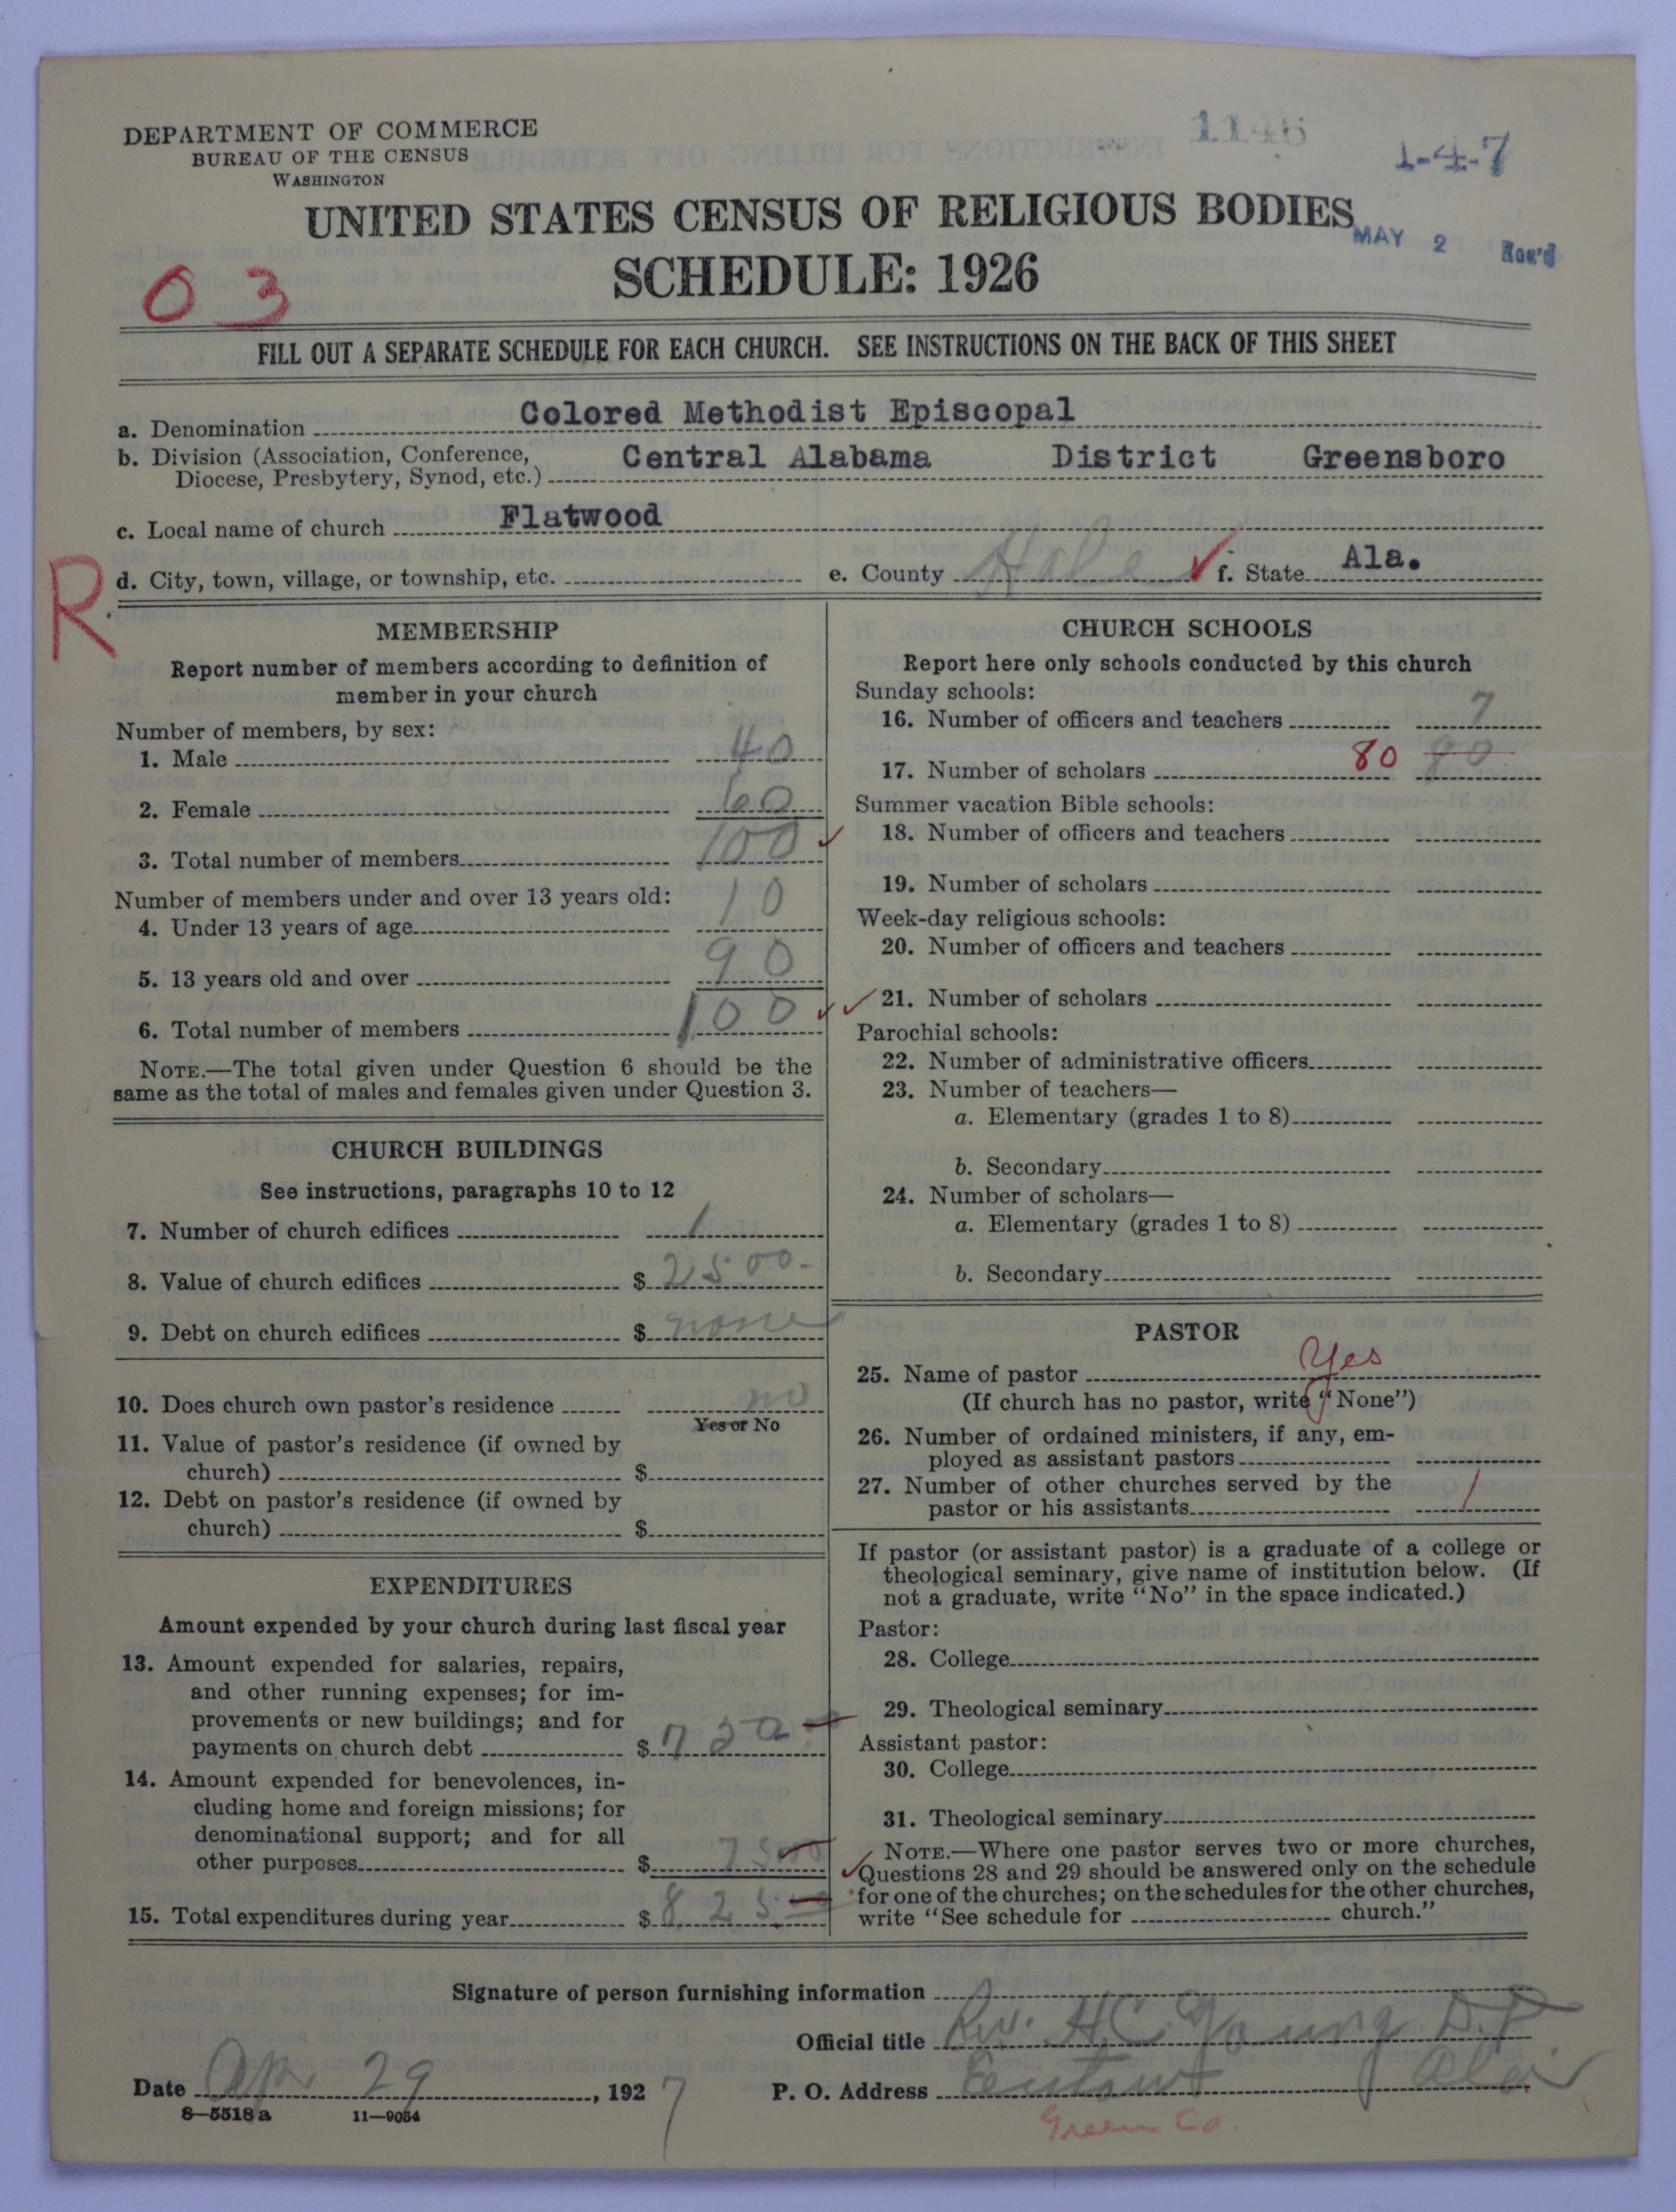 DEPARTMENT OF COMMERCE
BUREAU OF THE CENSUS
WASHINGTON
1146
1-4-7
UNITED STATES CENSUS OF RELIGIOUS BODIES
MAY 2 Rec'd
SCHEDULE: 1926
03
FILL OUT A SEPARATE SCHEDULE FOR EACH CHURCH. SEE INSTRUCTIONS ON THE BACK OF THIS SHEET
a. Denomination Colored Methodist Episcopal
b. Division (Association, Conference, Diocese, Presbytery, Synod, etc.) Central Alabama District Greensboro
c. Local name of church Flatwood
R
d. City, town, village, or township, etc. e. County Hale f. State Ala.
MEMBERSHIP
Report number of members according to definition of
member in your church
Number of members, by sex:
1. Male 40
2. Female 60
3. Total number of members 100
Number of members under and over 13 years old:
4. Under 13 years of age 10
5. 13 years old and over 90
6. Total number of members 100
NOTE.—The total given under Question 6 should be the
same as the total of males and females given under Question 3.
CHURCH BUILDINGS
See instructions, paragraphs 10 to 12
7. Number of church edifices 1
8. Value of church edifices $ 2500-
9. Debt on church edifices $ none
10. Does church own pastor's residence no
Yes or No
11. Value of pastor's residence (if owned by
church) $
12. Debt on pastor's residence (if owned by
church) $
EXPENDITURES
Amount expended by your church during last fiscal year
13. Amount expended for salaries, repairs,
and other running expenses; for im-
provements or new buildings; and for
payments on church debt $ 750
14. Amount expended for benevolences, in-
cluding home and foreign missions; for
denominational support; and for all
other purposes $ 7500
15. Total expenditures during year $ 825
CHURCH SCHOOLS
Report here only schools conducted by this church
Sunday schools:
16. Number of officers and teachers 7
17. Number of scholars 80 80
Summer vacation Bible schools:
18. Number of officers and teachers
19. Number of scholars
Week-day religious schools:
20. Number of officers and teachers
21. Number of scholars
Parochial schools:
22. Number of administrative officers
23. Number of teachers—
a. Elementary (grades 1 to 8)
b. Secondary
24. Number of scholars—
a. Elementary (grades 1 to 8)
b. Secondary
PASTOR
25. Name of pastor Yes
(If church has no pastor, write "None")
26. Number of ordained ministers, if any, em-
ployed as assistant pastors
27. Number of other churches served by the
pastor or his assistants 1
If pastor (or assistant pastor) is a graduate of a college or
theological seminary, give name of institution below. (If
not a graduate, write "No" in the space indicated.)
Pastor:
28. College
29. Theological seminary
Assistant pastor:
30. College
31. Theological seminary
NOTE.—Where one pastor serves two or more churches,
Questions 28 and 29 should be answered only on the schedule
for one of the churches; on the schedules for the other churches,
write "See schedule for church."
Signature of person furnishing information
Official title Rev. H.C. Young D.P
Date Apr 29, 1927 P. O. Address Eutaw Ala
8-5518a 11-9054
Green Co.